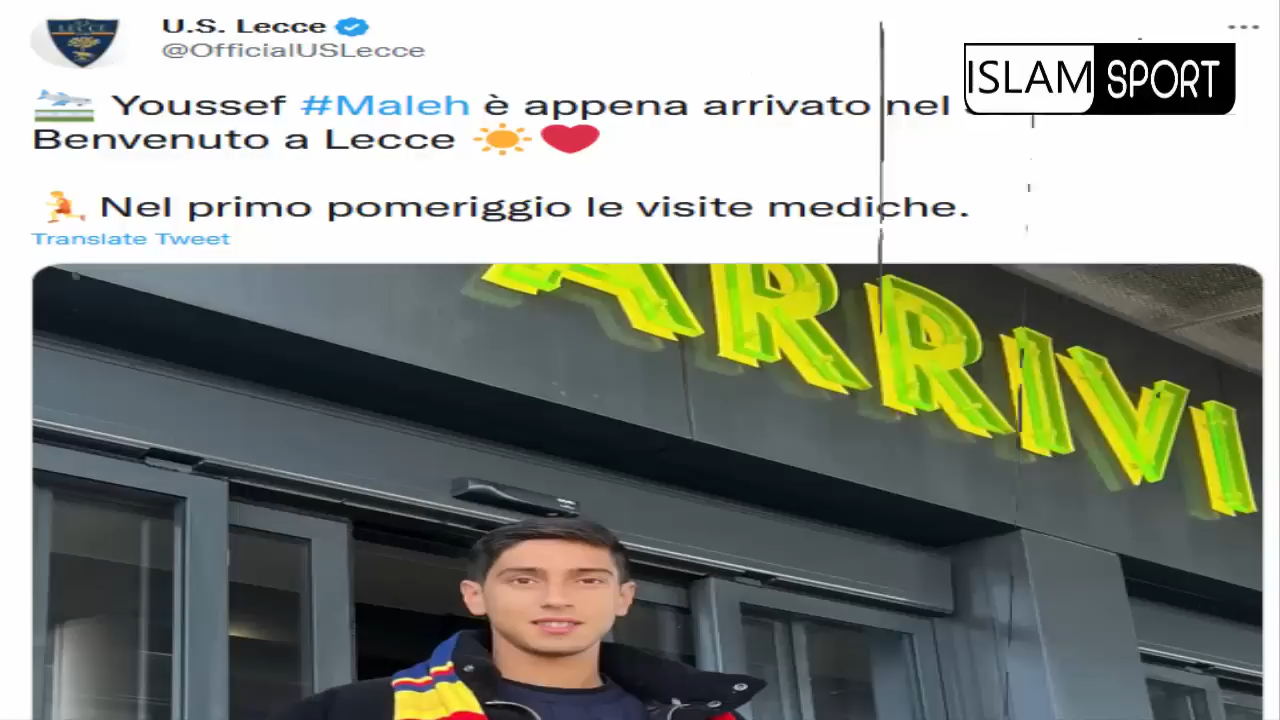 LECCE
U.S. Lecce
@OfficialUSLecce
ISLAM SPORT
Youssef #Maleh è appena arrivato nel
Benvenuto a Lecce
Nel primo pomeriggio le visite mediche.
Translate Tweet
ARRIVI